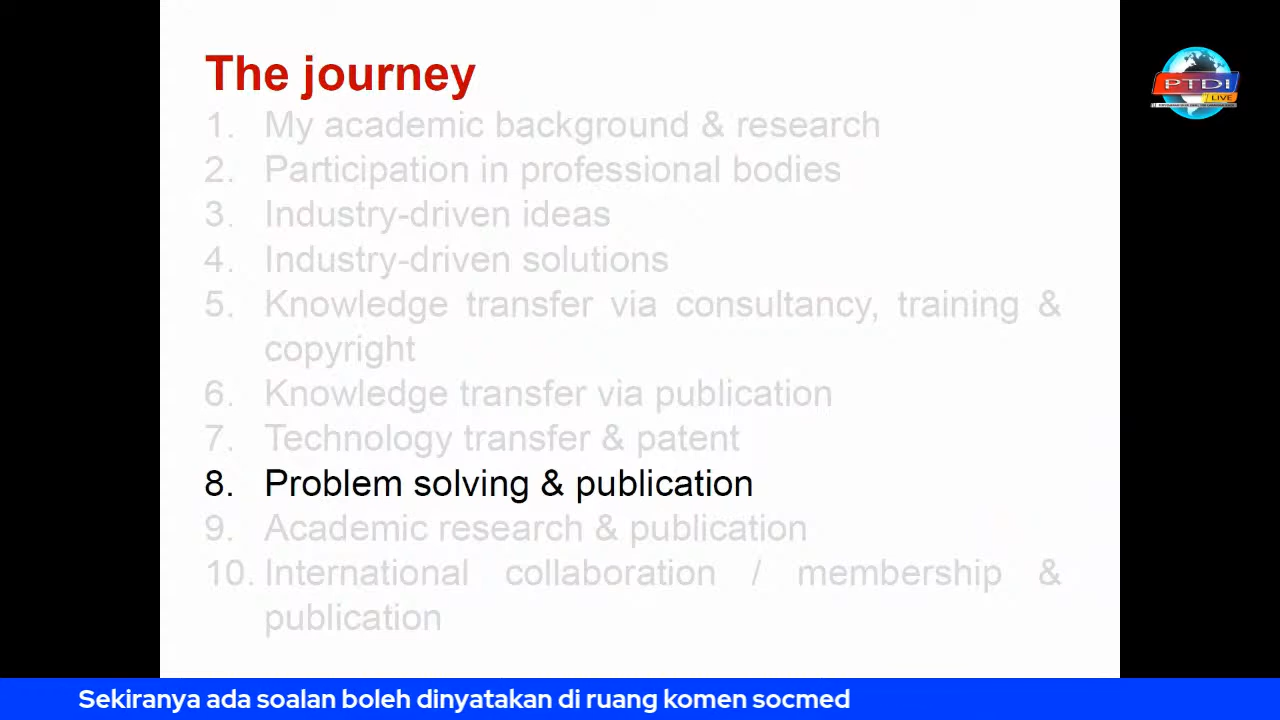 The journey
1. My academic background & research
2. Participation in professional bodies
3. Industry-driven ideas
4. Industry-driven solutions
5. Knowledge transfer via consultancy, training &
copyright
6. Knowledge transfer via publication
7. Technology transfer & patent
8. Problem solving & publication
9. Academic research & publication
10. International collaboration / membership &
publication
PTDI
LIVE
Sekiranya ada soalan boleh dinyatakan di ruang komen socmed